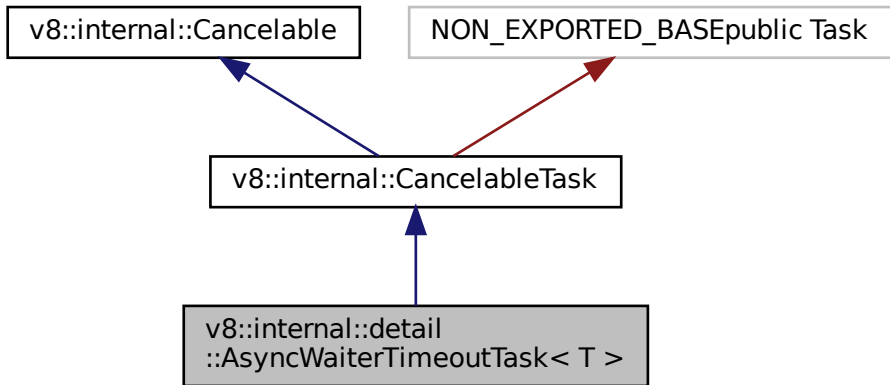 v8::internal::Cancelable
NON_EXPORTED_BASEpublic Task
v8::internal::CancelableTask
v8::internal::detail
::AsyncWaiterTimeoutTask< T >